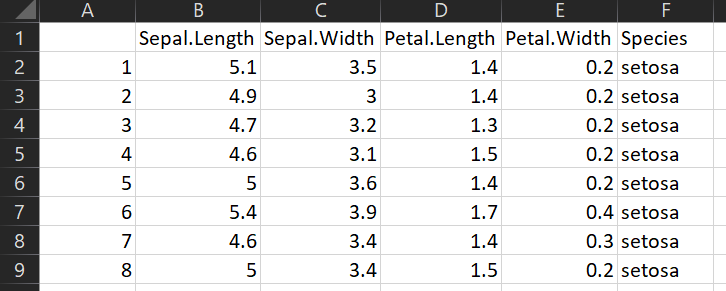 A B C D E F
1 Sepal.Length Sepal.Width Petal.Length Petal.Width Species
2 1 5.1 3.5 1.4 0.2 setosa
3 2 4.9 3 1.4 0.2 setosa
4 3 4.7 3.2 1.3 0.2 setosa
5 4 4.6 3.1 1.5 0.2 setosa
6 5 5 3.6 1.4 0.2 setosa
7 6 5.4 3.9 1.7 0.4 setosa
8 7 4.6 3.4 1.4 0.3 setosa
9 8 5 3.4 1.5 0.2 setosa